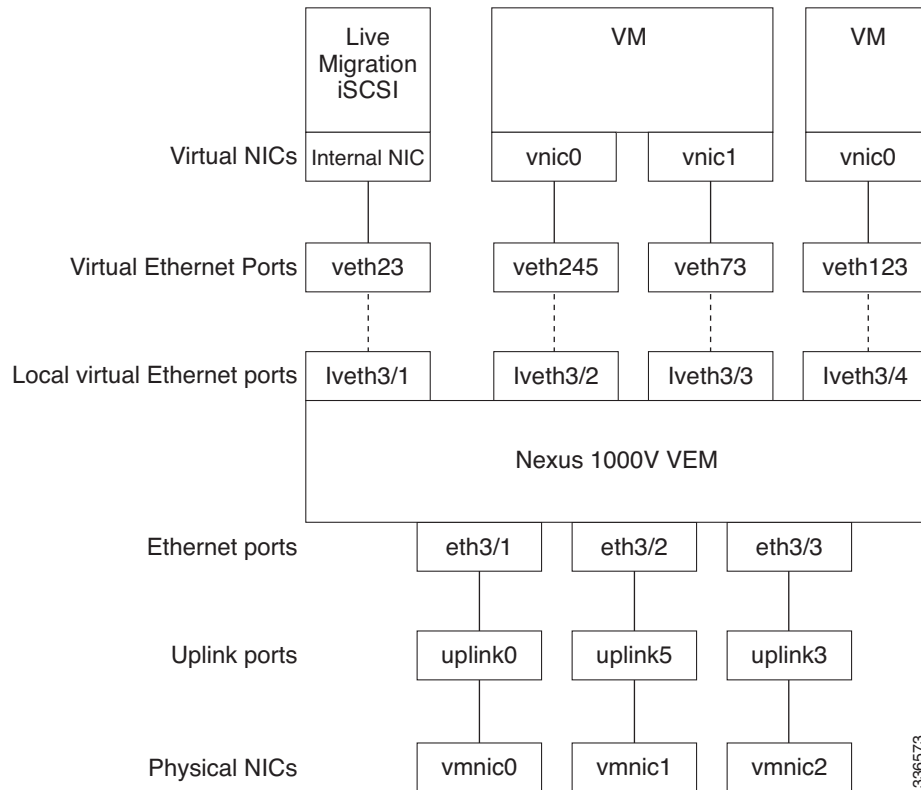 Live
Migration
iSCSI
VM
VM
Virtual NICs
Internal NIC
vnic0
vnic1
vnic0
Virtual Ethernet Ports
veth23
veth245
veth73
veth123
Local virtual Ethernet ports
lveth3/1
lveth3/2
lveth3/3
lveth3/4
Nexus 1000V VEM
Ethernet ports
eth3/1
eth3/2
eth3/3
Uplink ports
uplink0
uplink5
uplink3
Physical NICs
vmnic0
vmnic1
vmnic2
336573